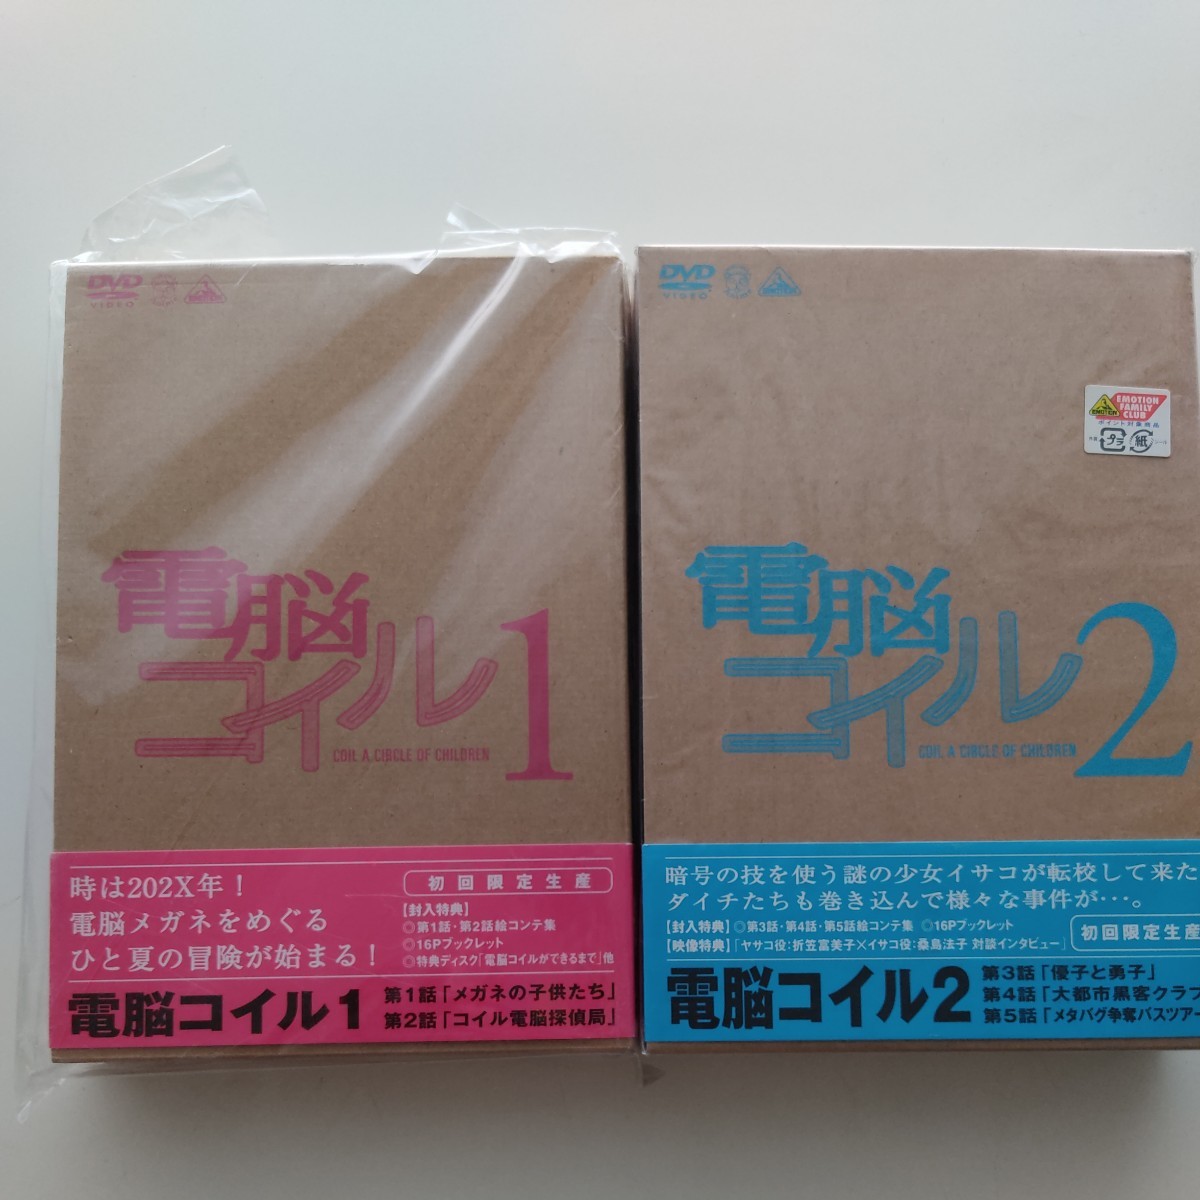 DVD
VIDEO
EMOTION
電脳
コイル1
COIL A CIRCLE OF CHILDREN
時は202X年！
電脳メガネをめぐる
ひと夏の冒険が始まる！
初回限定生産
【封入特典】
◎第1話・第2話絵コンテ集
◎16Pブックレット
◎特典ディスク「電脳コイルができるまで」他
電脳コイル1
第1話「メガネの子供たち」
第2話「コイル電脳探偵局」
DVD
VIDEO
EMOTION
EMOTION
FAMILY
CLUB
EMOTION
ポイント対象商品
プラ
紙
電脳
コイル2
COIL A CIRCLE OF CHILDREN
暗号の技を使う謎の少女イサコが転校して来た
ダイチたちも巻き込んで様々な事件が…。
【封入特典】◎第3話・第4話・第5話絵コンテ集 ◎16Pブックレット
【映像特典】「ヤサコ役:折笠富美子×イサコ役:桑島法子 対談インタビュー」
初回限定生産
電脳コイル2
第3話「優子と勇子」
第4話「大都市黒客クラブ
第5話「メタバグ争奪バスツアー